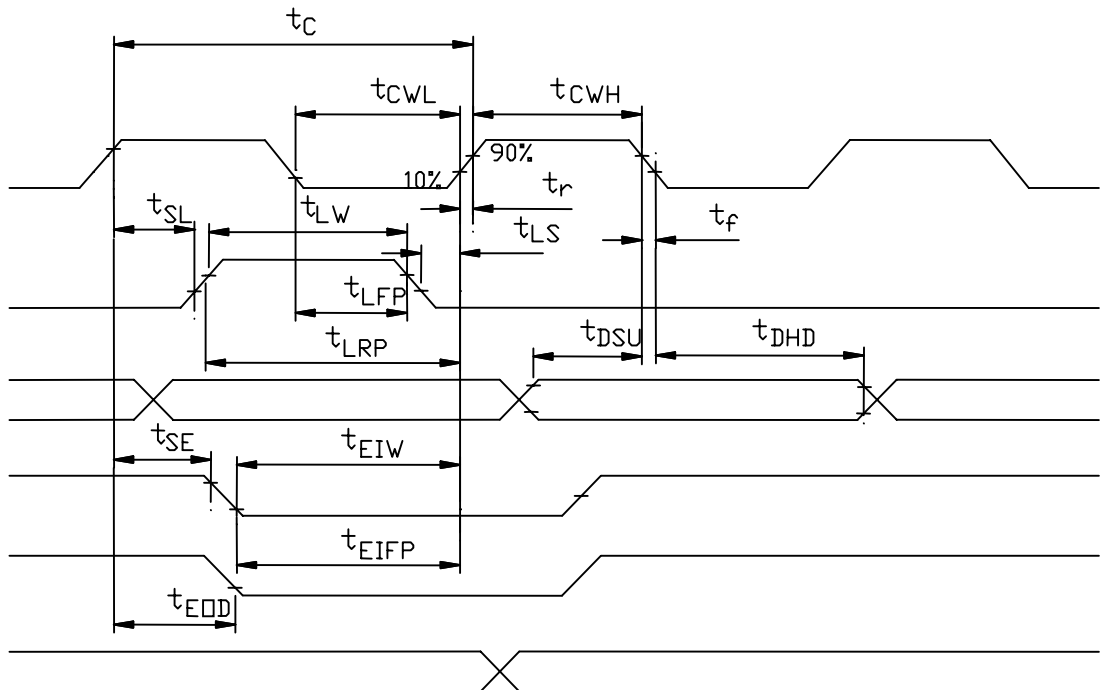 tC
tCWL tCWH
90%
10%
tr
tSL tLW tLS tf
tLFP
tLRP tDSU tDHD
tSE tEIW
tEIFP
tEOD